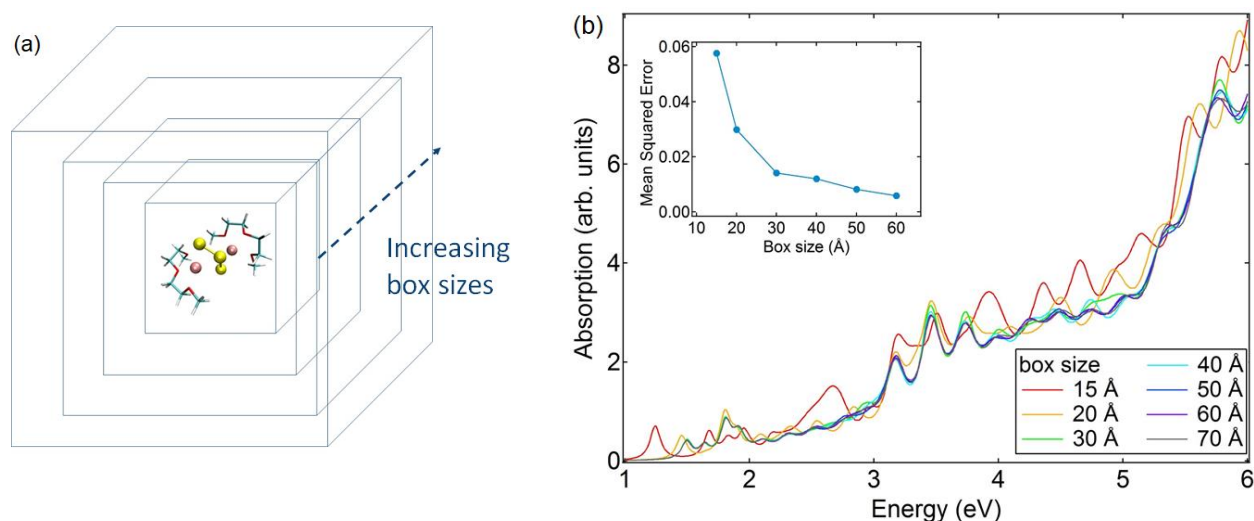 (a)
Increasing
box sizes
(b)
Absorption (arb. units)
8
6
4
2
0
1 2 3 4 5 6
Energy (eV)
Mean Squared Error
0.06
0.04
0.02
0.00
10 20 30 40 50 60
Box size (Å)
box size
15 Å
20 Å
30 Å
40 Å
50 Å
60 Å
70 Å